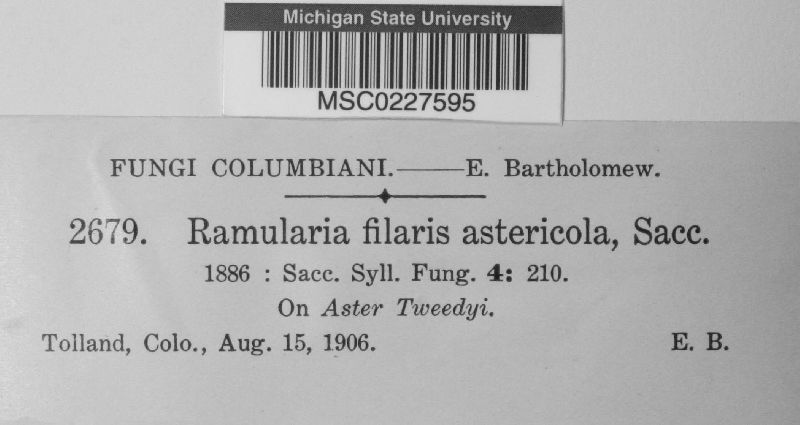 Michigan State University
MSC0227595
FUNGI COLUMBIANI.——E. Bartholomew.
2679. Ramularia filaris astericola, Sacc.
1886 : Sacc. Syll. Fung. 4: 210.
On Aster Tweedyi.
Tolland, Colo., Aug. 15, 1906. E. B.